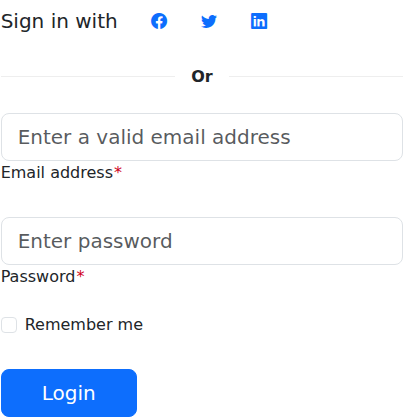 Sign in with
Or
Enter a valid email address
Email address*
Enter password
Password*
Remember me
Login